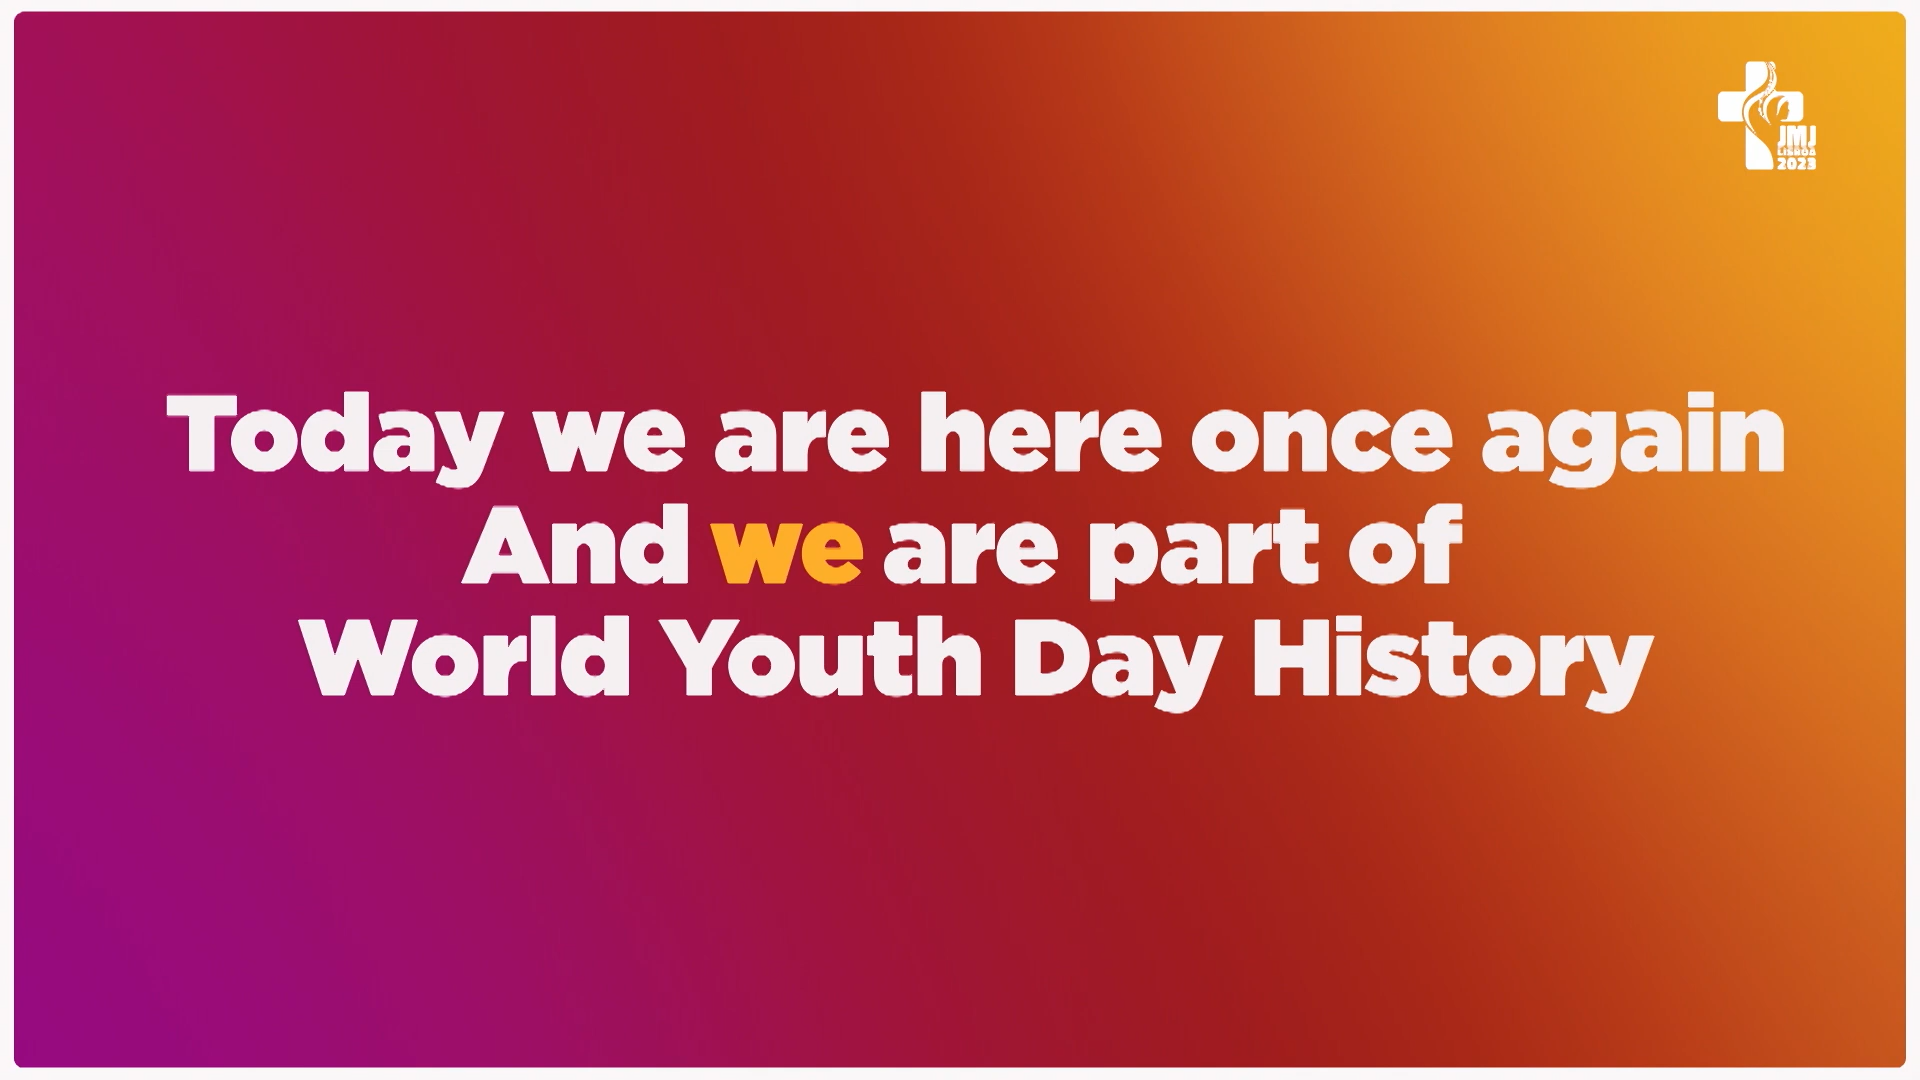 JMJ
LISBOA
2023
Today we are here once again
And we are part of
World Youth Day History